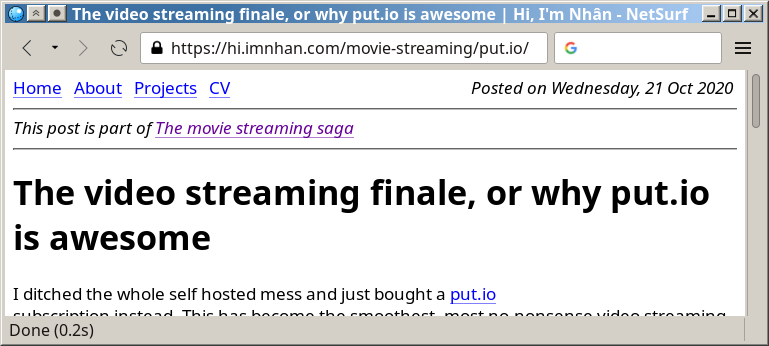 The video streaming finale, or why put.io is awesome | Hi, I'm Nhân - NetSurf
https://hi.imnhan.com/movie-streaming/put.io/
Home About Projects CV Posted on Wednesday, 21 Oct 2020
This post is part of The movie streaming saga
The video streaming finale, or why put.io
is awesome
I ditched the whole self hosted mess and just bought a put.io
subscription instead. This has become the smoothest, most no-nonsense video streaming
Done (0.2s)